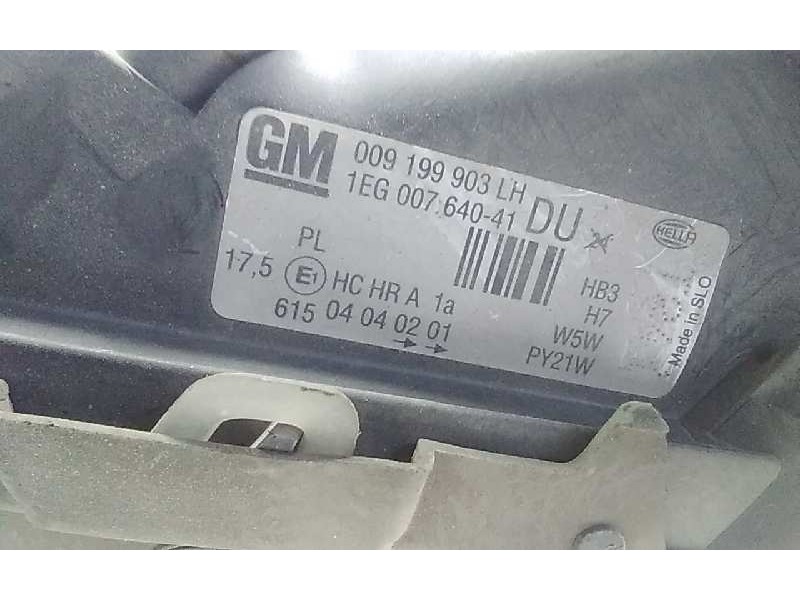 GM
009 199 903 LH
1EG 007 640-41
DU
24
HELLA
PL
17,5 E1 HC HR A 1a
615 04 04 02 01
HB3
H7
W5W
PY21W
Made in SLO